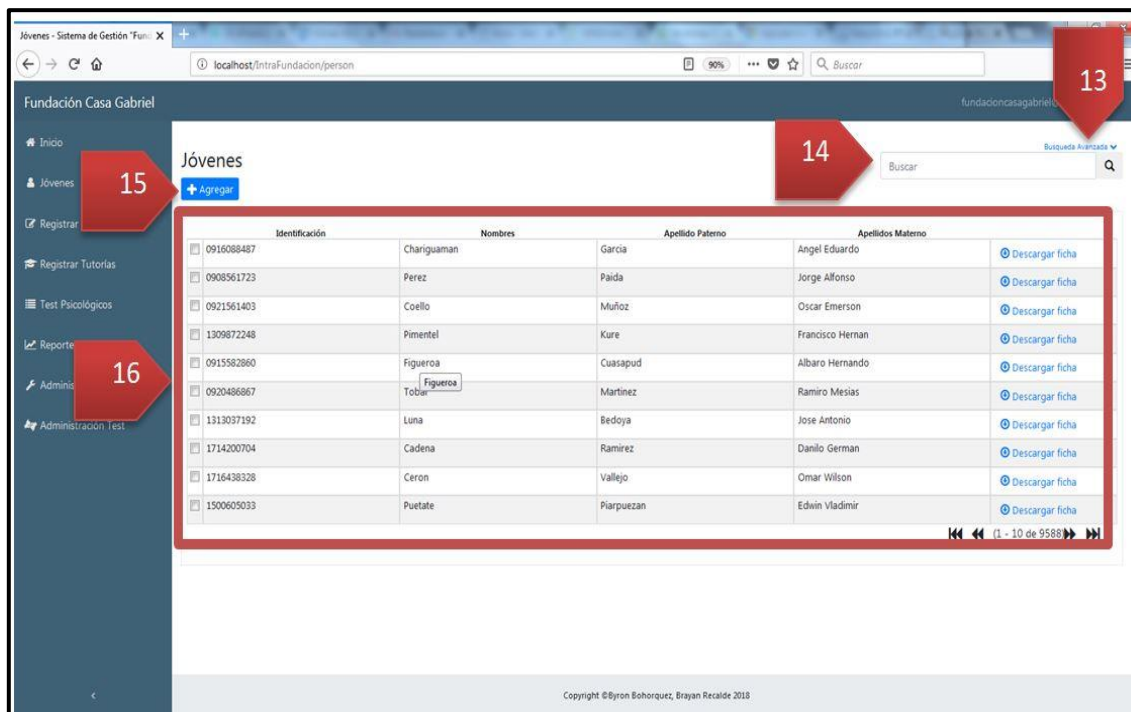 Jóvenes - Sistema de Gestión "Fun
localhost/IntraFundacion/person
90%
Buscar
13
Fundación Casa Gabriel
fundacioncasagabriel
Inicio
Busqueda Avanzada
14
Jóvenes
Buscar
Jóvenes
15
Agregar
Registrar
Identificación Nombres Apellido Paterno Apellidos Materno
0916088487 Chariguaman Garcia Angel Eduardo Descargar ficha
Registrar Tutorías
0908561723 Perez Paida Jorge Alfonso Descargar ficha
Test Psicológicos
0921561403 Coello Muñoz Oscar Emerson Descargar ficha
Reporte
1309872248 Pimentel Kure Francisco Hernan Descargar ficha
16
0915582860 Figueroa Cuasapud Albaro Hernando Descargar ficha
Figueroa
Adminis
0920486867 Tobar Martinez Ramiro Mesias Descargar ficha
Administración Test
1313037192 Luna Bedoya Jose Antonio Descargar ficha
1714200704 Cadena Ramirez Danilo German Descargar ficha
1716438328 Ceron Vallejo Omar Wilson Descargar ficha
1500605033 Puetate Piarpuezan Edwin Vladimir Descargar ficha
(1 - 10 de 9588)
Copyright ©Byron Bohorquez, Brayan Recalde 2018